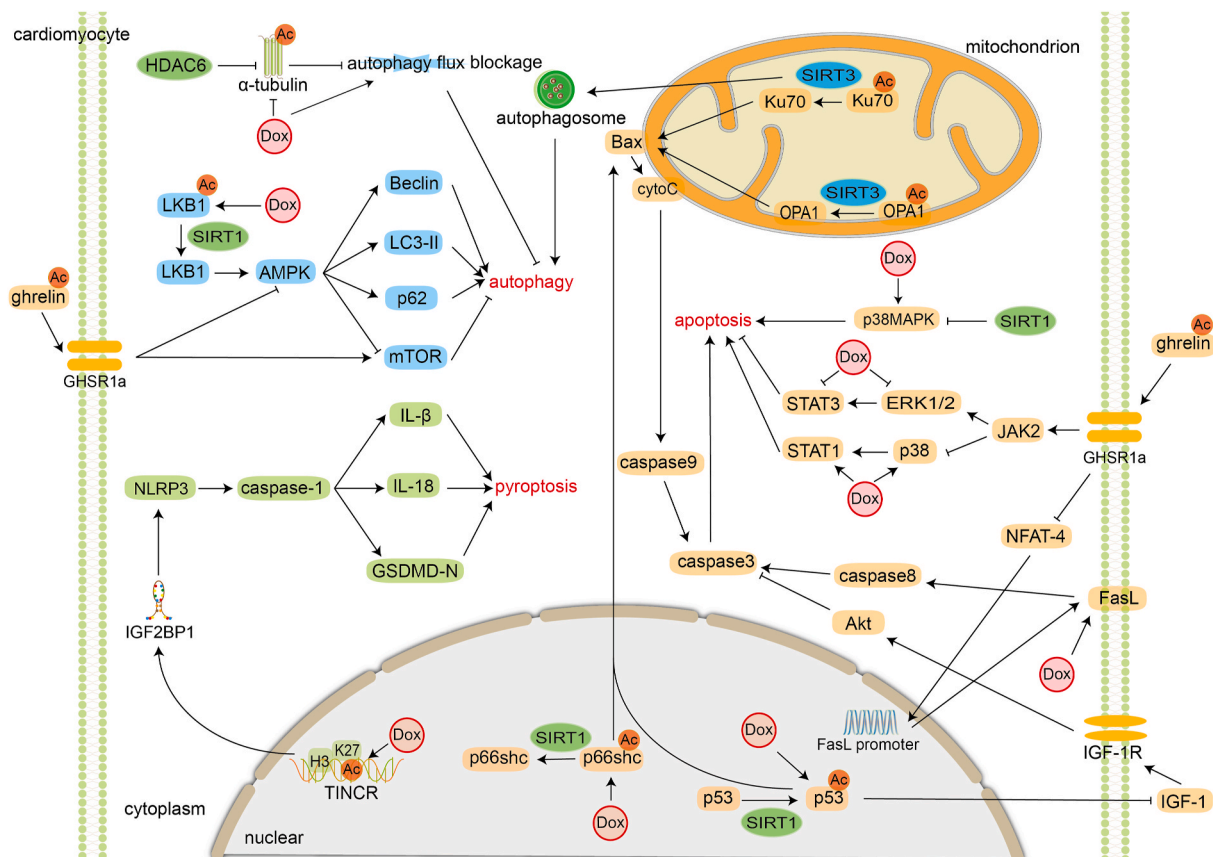 cardiomyocyte
Ac
HDAC6
α-tubulin
autophagy flux blockage
Dox
autophagosome
mitochondrion
SIRT3
Ac
Ku70
Ku70
Bax
cytoC
SIRT3
Ac
OPA1
OPA1
Ac
LKB1
Dox
SIRT1
LKB1
AMPK
Beclin
LC3-II
p62
mTOR
autophagy
Ac
ghrelin
GHSR1a
Dox
apoptosis
p38MAPK
SIRT1
Dox
STAT3
ERK1/2
JAK2
STAT1
p38
Dox
Ac
ghrelin
GHSR1a
NLRP3
caspase-1
IL-β
IL-18
GSDMD-N
pyroptosis
caspase9
caspase3
caspase8
Akt
NFAT-4
FasL
Dox
IGF2BP1
FasL promoter
IGF-1R
IGF-1
Dox
K27
H3
Ac
TINCR
SIRT1
Ac
p66shc
p66shc
Dox
Dox
Ac
p53
p53
SIRT1
cytoplasm
nuclear